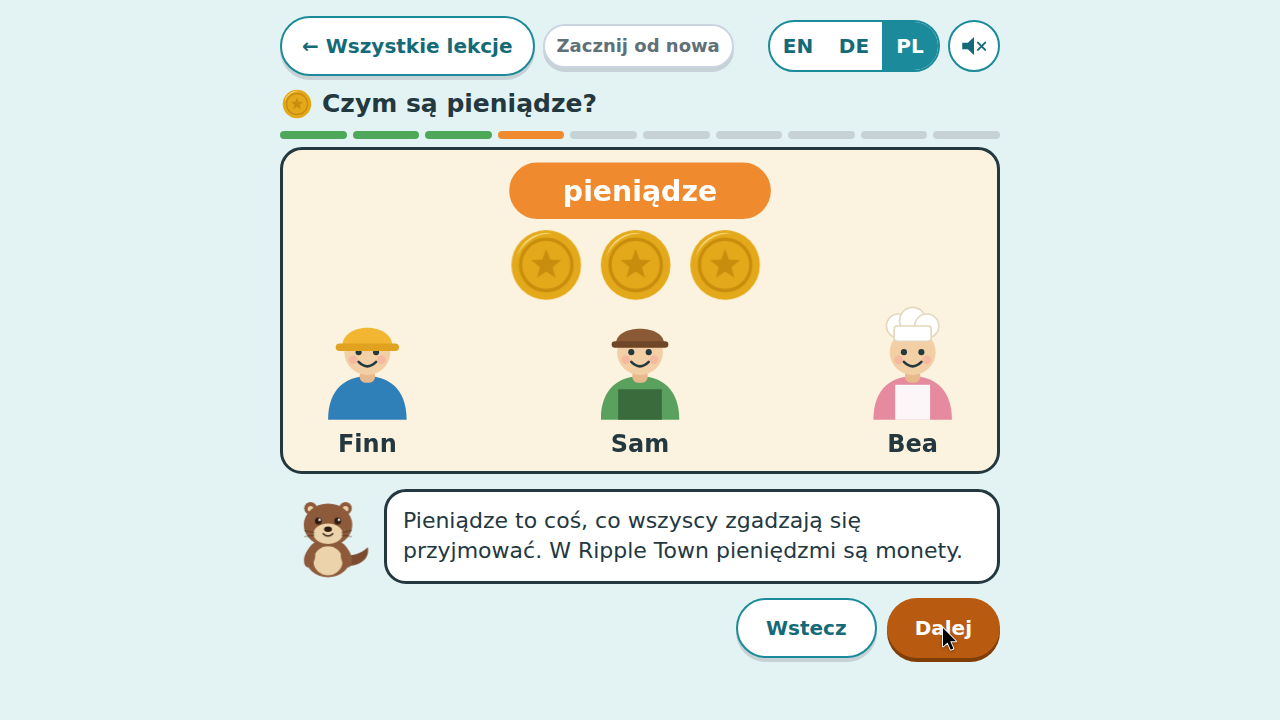 ← Wszystkie lekcje
Zacznij od nowa
EN DE PL
Czym są pieniądze?
pieniądze
Finn Sam Bea
Pieniądze to coś, co wszyscy zgadzają się
przyjmować. W Ripple Town pieniędzmi są monety.
Wstecz
Dalej